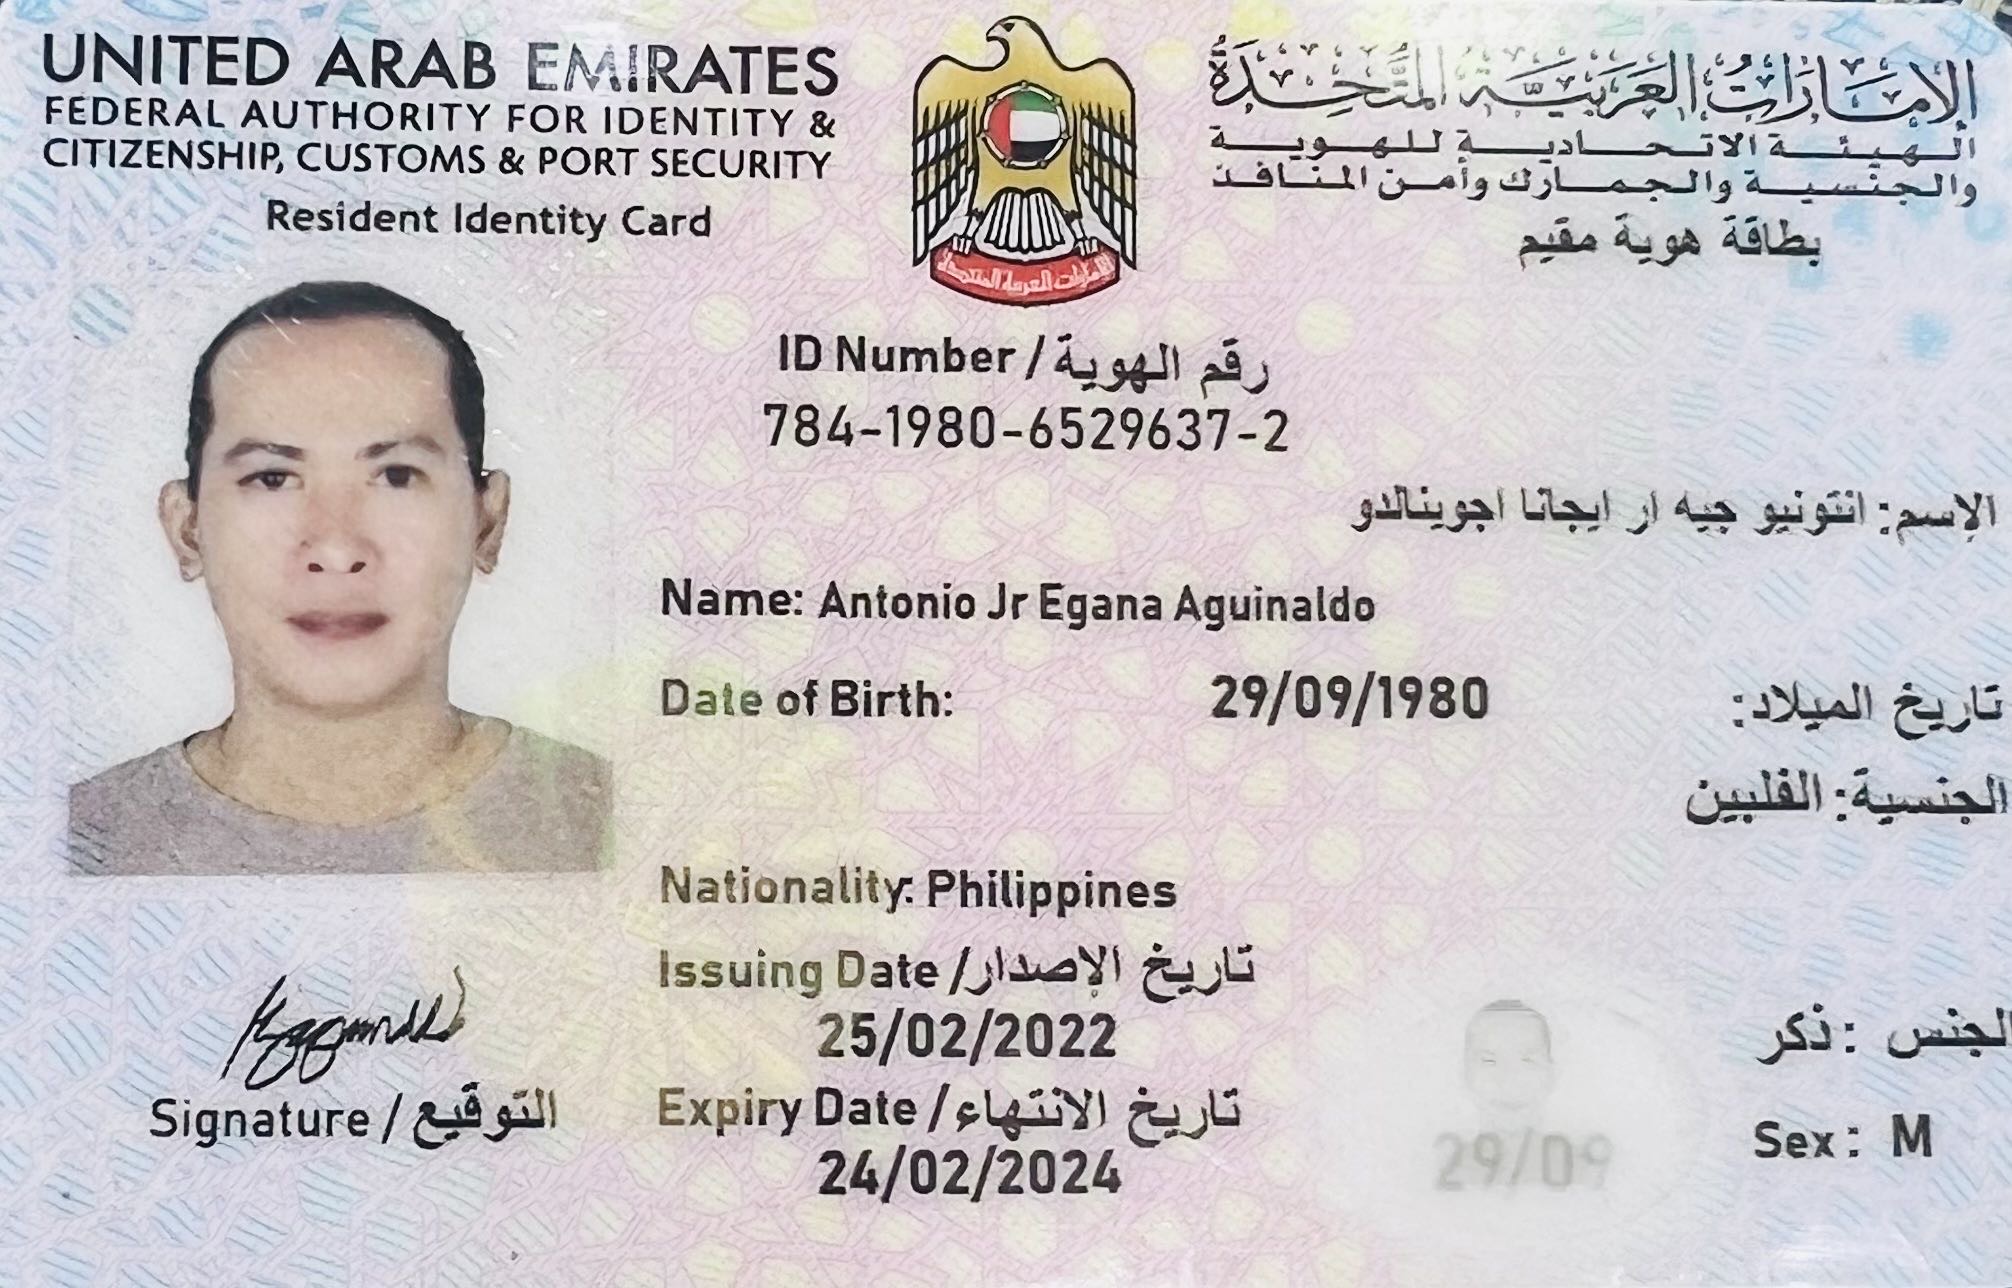 UNITED ARAB EMIRATES
FEDERAL AUTHORITY FOR IDENTITY &
CITIZENSHIP, CUSTOMS & PORT SECURITY
Resident Identity Card
الإمارات العربية المتحدة
الهيئة الاتحادية للهوية
والجنسية والجمارك وأمن المنافذ
بطاقة هوية مقيم
الإمارات العربية المتحدة
ID Number / رقم الهوية
784-1980-6529637-2
الإسم: انتونيو جيه ار ايجانا اجوينالدو
Name: Antonio Jr Egana Aguinaldo
Date of Birth: 29/09/1980 تاريخ الميلاد:
الجنسية: الفلبين
Nationality: Philippines
Issuing Date / تاريخ الإصدار
25/02/2022
Expiry Date / تاريخ الانتهاء
24/02/2024
الجنس : ذكر
Sex : M
29/09
Signature / التوقيع